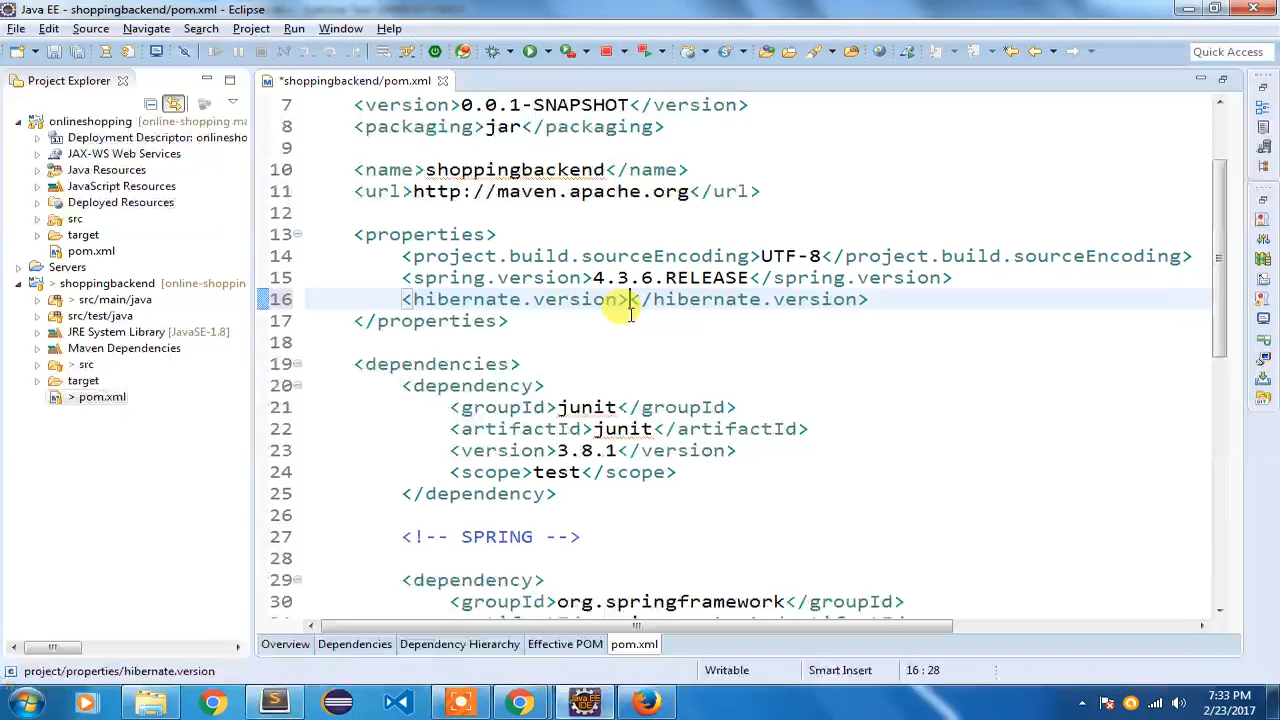 Java EE - shoppingbackend/pom.xml - Eclipse
File Edit Source Navigate Search Project Run Window Help
Quick Access
Project Explorer
*shoppingbackend/pom.xml
onlineshopping [online-shopping ma
Deployment Descriptor: onlinesho
JAX-WS Web Services
Java Resources
JavaScript Resources
Deployed Resources
src
target
pom.xml
Servers
> shoppingbackend [online-shopping
> src/main/java
src/test/java
JRE System Library [JavaSE-1.8]
Maven Dependencies
> src
target
> pom.xml
7 <version>0.0.1-SNAPSHOT</version>
8 <packaging>jar</packaging>
9
10 <name>shoppingbackend</name>
11 <url>http://maven.apache.org</url>
12
13 <properties>
14 <project.build.sourceEncoding>UTF-8</project.build.sourceEncoding>
15 <spring.version>4.3.6.RELEASE</spring.version>
16 <hibernate.version></hibernate.version>
17 </properties>
18
19 <dependencies>
20 <dependency>
21 <groupId>junit</groupId>
22 <artifactId>junit</artifactId>
23 <version>3.8.1</version>
24 <scope>test</scope>
25 </dependency>
26
27 <!-- SPRING -->
28
29 <dependency>
30 <groupId>org.springframework</groupId>
Overview Dependencies Dependency Hierarchy Effective POM pom.xml
project/properties/hibernate.version
Writable Smart Insert 16 : 28
Java EE IDE
7:33 PM
2/23/2017